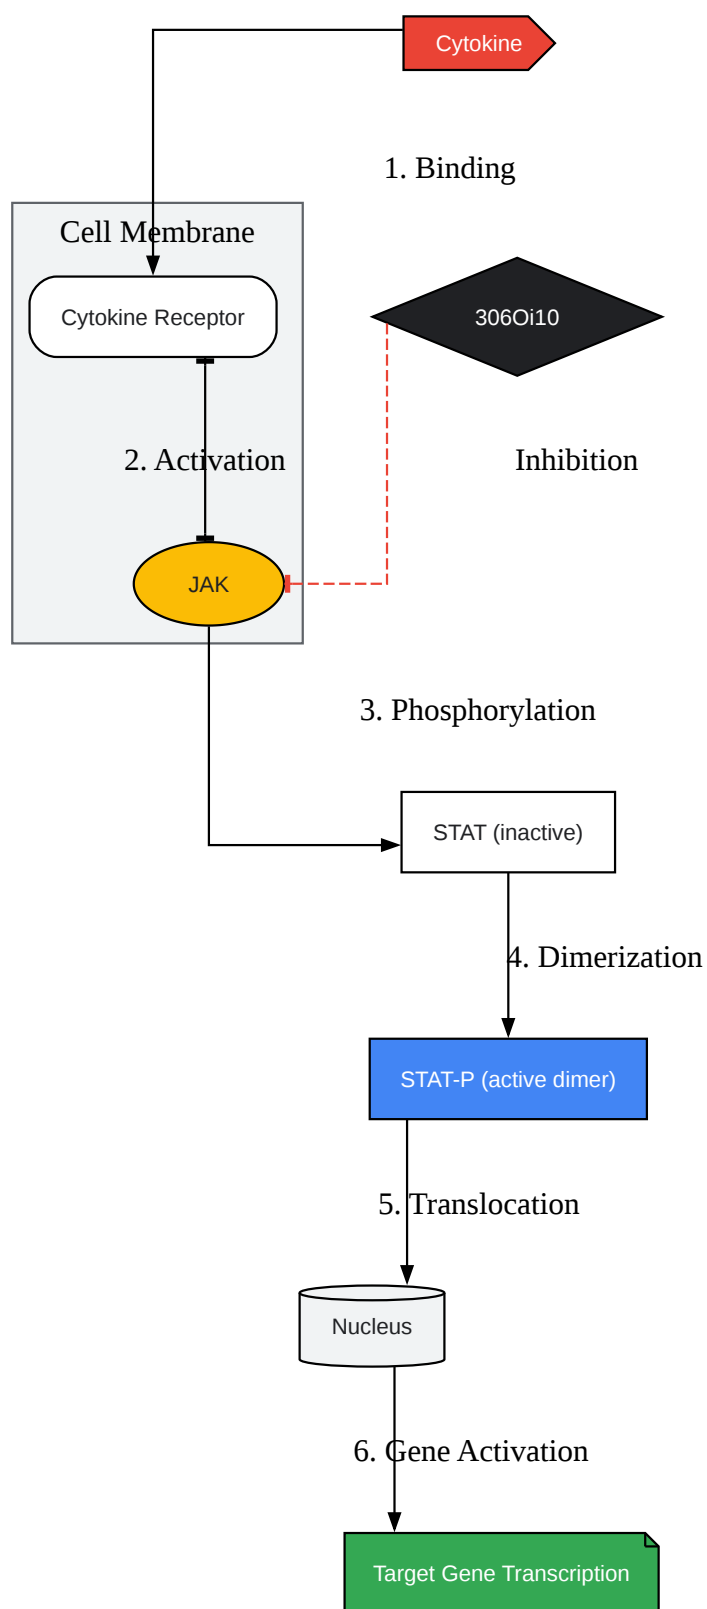 Cytokine
1. Binding
Cell Membrane
Cytokine Receptor
306Oi10
2. Activation
Inhibition
JAK
3. Phosphorylation
STAT (inactive)
4. Dimerization
STAT-P (active dimer)
5. Translocation
Nucleus
6. Gene Activation
Target Gene Transcription